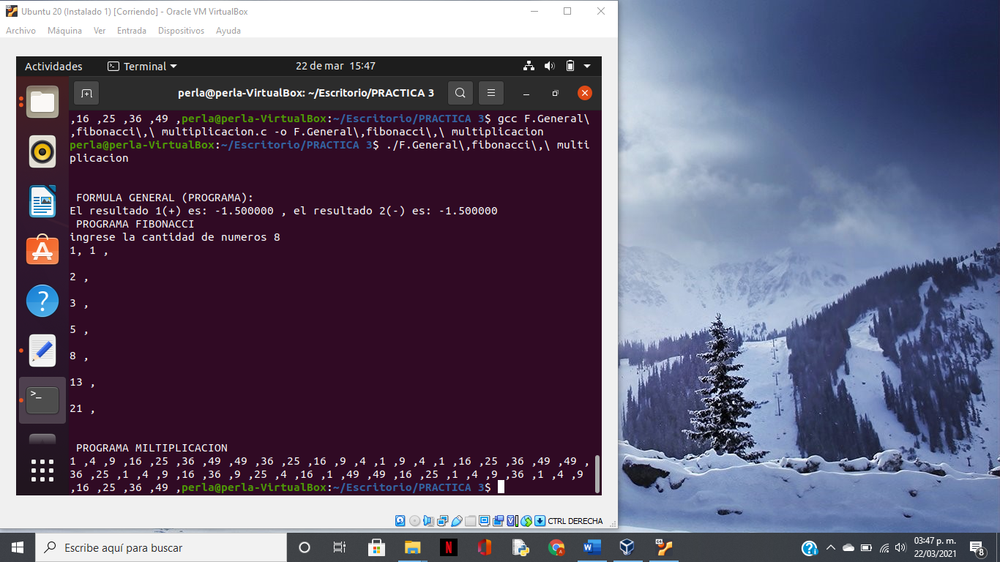 Ubuntu 20 (Instalado 1) [Corriendo] - Oracle VM VirtualBox
Archivo Máquina Ver Entrada Dispositivos Ayuda
Actividades Terminal 22 de mar 15:47
perla@perla-VirtualBox: ~/Escritorio/PRACTICA 3
,16 ,25 ,36 ,49 ,perla@perla-VirtualBox:~/Escritorio/PRACTICA 3$ gcc F.General\
,fibonacci\,\ multiplicacion.c -o F.General\,fibonacci\,\ multiplicacion
perla@perla-VirtualBox:~/Escritorio/PRACTICA 3$ ./F.General\,fibonacci\,\ multi
plicacion
FORMULA GENERAL (PROGRAMA):
El resultado 1(+) es: -1.500000 , el resultado 2(-) es: -1.500000
PROGRAMA FIBONACCI
ingrese la cantidad de numeros 8
1, 1 ,
2 ,
3 ,
5 ,
8 ,
13 ,
21 ,
PROGRAMA MILTIPLICACION
1 ,4 ,9 ,16 ,25 ,36 ,49 ,49 ,36 ,25 ,16 ,9 ,4 ,1 ,9 ,4 ,1 ,16 ,25 ,36 ,49 ,49 ,
36 ,25 ,1 ,4 ,9 ,16 ,36 ,9 ,25 ,4 ,16 ,1 ,49 ,49 ,16 ,25 ,1 ,4 ,9 ,36 ,1 ,4 ,9
,16 ,25 ,36 ,49 ,perla@perla-VirtualBox:~/Escritorio/PRACTICA 3$
CTRL DERECHA
Escribe aquí para buscar
03:47 p. m.
22/03/2021
8